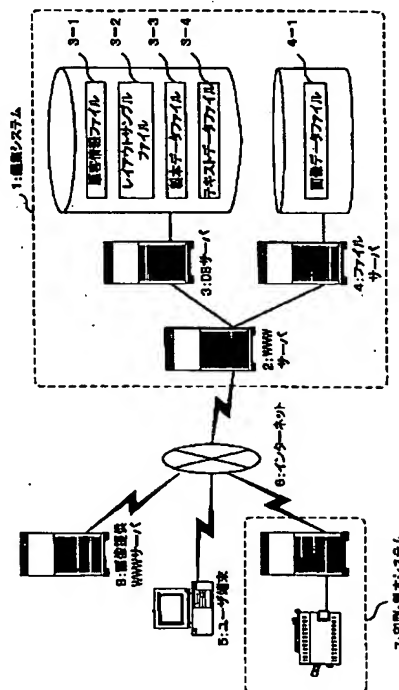 1:編集システム
3-1
顧客情報ファイル
3-2
レイアウトサンプル
ファイル
3-3
製本データファイル
3-4
テキストデータファイル
4-1
画像データファイル
3:DBサーバ
4:ファイル
サーバ
2:WWW
サーバ
6:インターネット
8:画像提供
WWWサーバ
5:ユーザ端末
7:印刷・製本システム